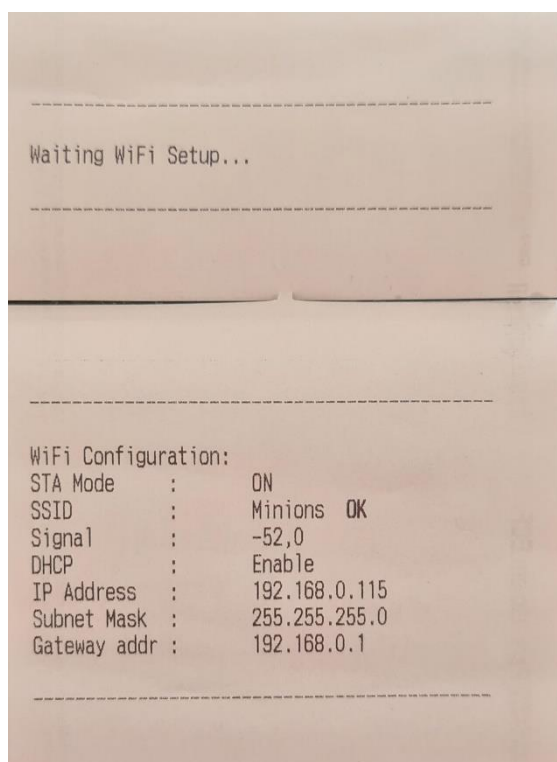 Waiting WiFi Setup...
WiFi Configuration:
STA Mode : ON
SSID : Minions OK
Signal : -52,0
DHCP : Enable
IP Address : 192.168.0.115
Subnet Mask : 255.255.255.0
Gateway addr : 192.168.0.1